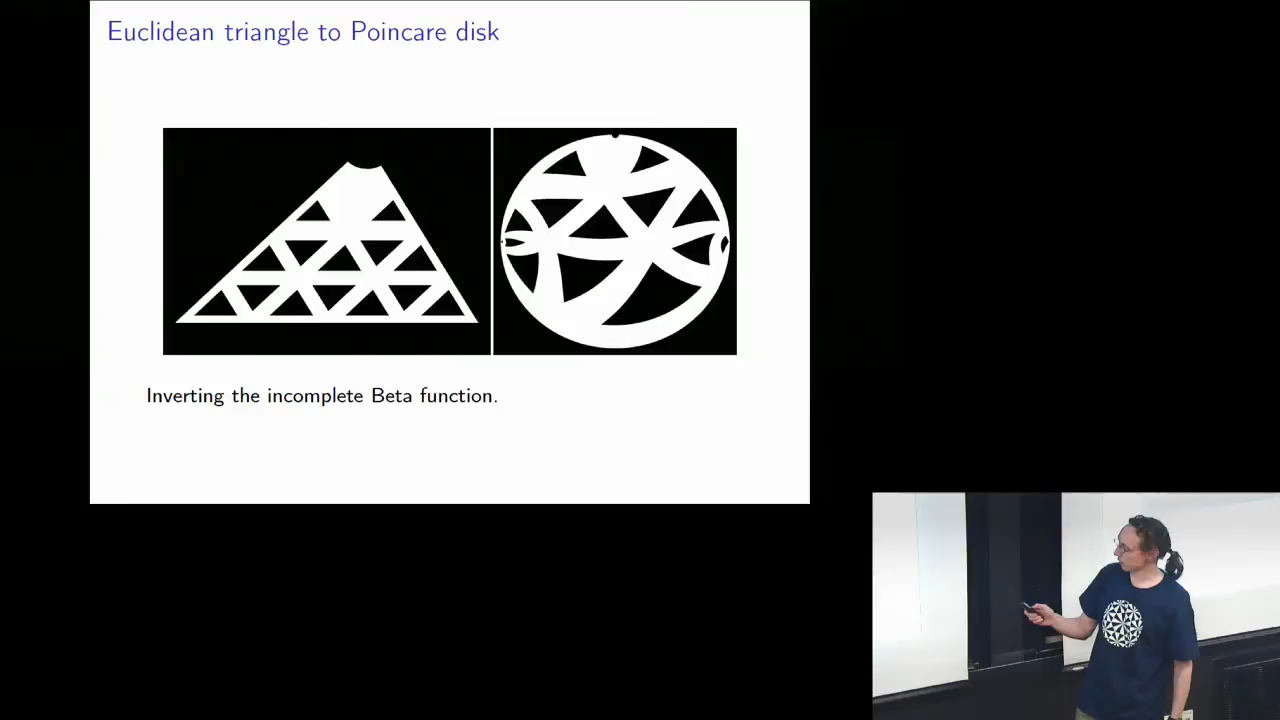 Euclidean triangle to Poincare disk
Inverting the incomplete Beta function.